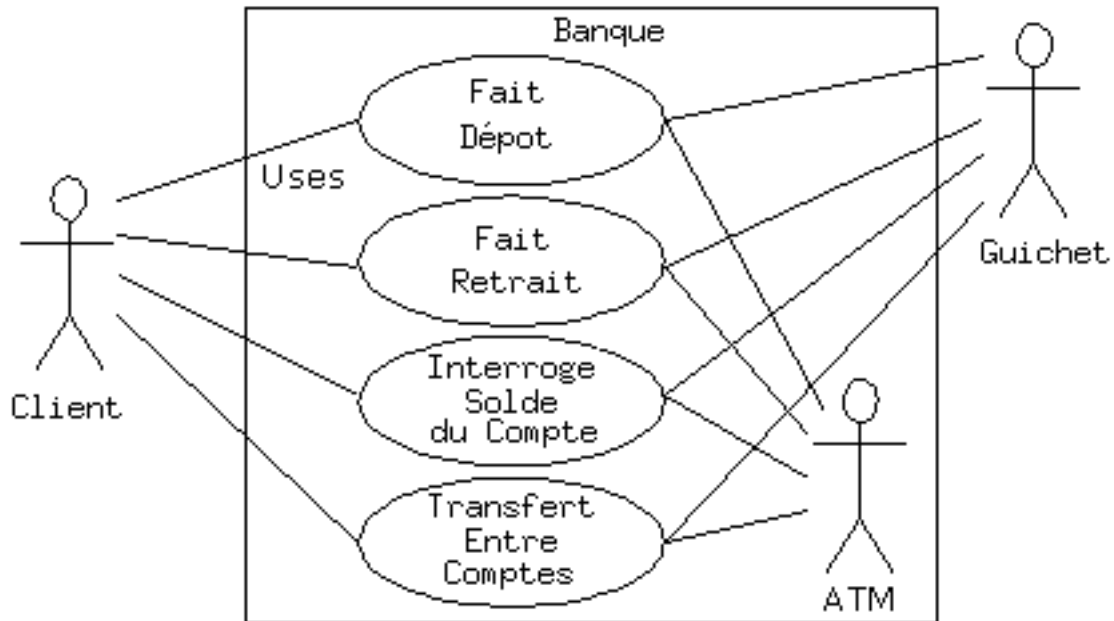 Banque
Fait
Dépot
Uses
Fait
Retrait
Guichet
Interroge
Solde
du Compte
Client
Transfert
Entre
Comptes
ATM